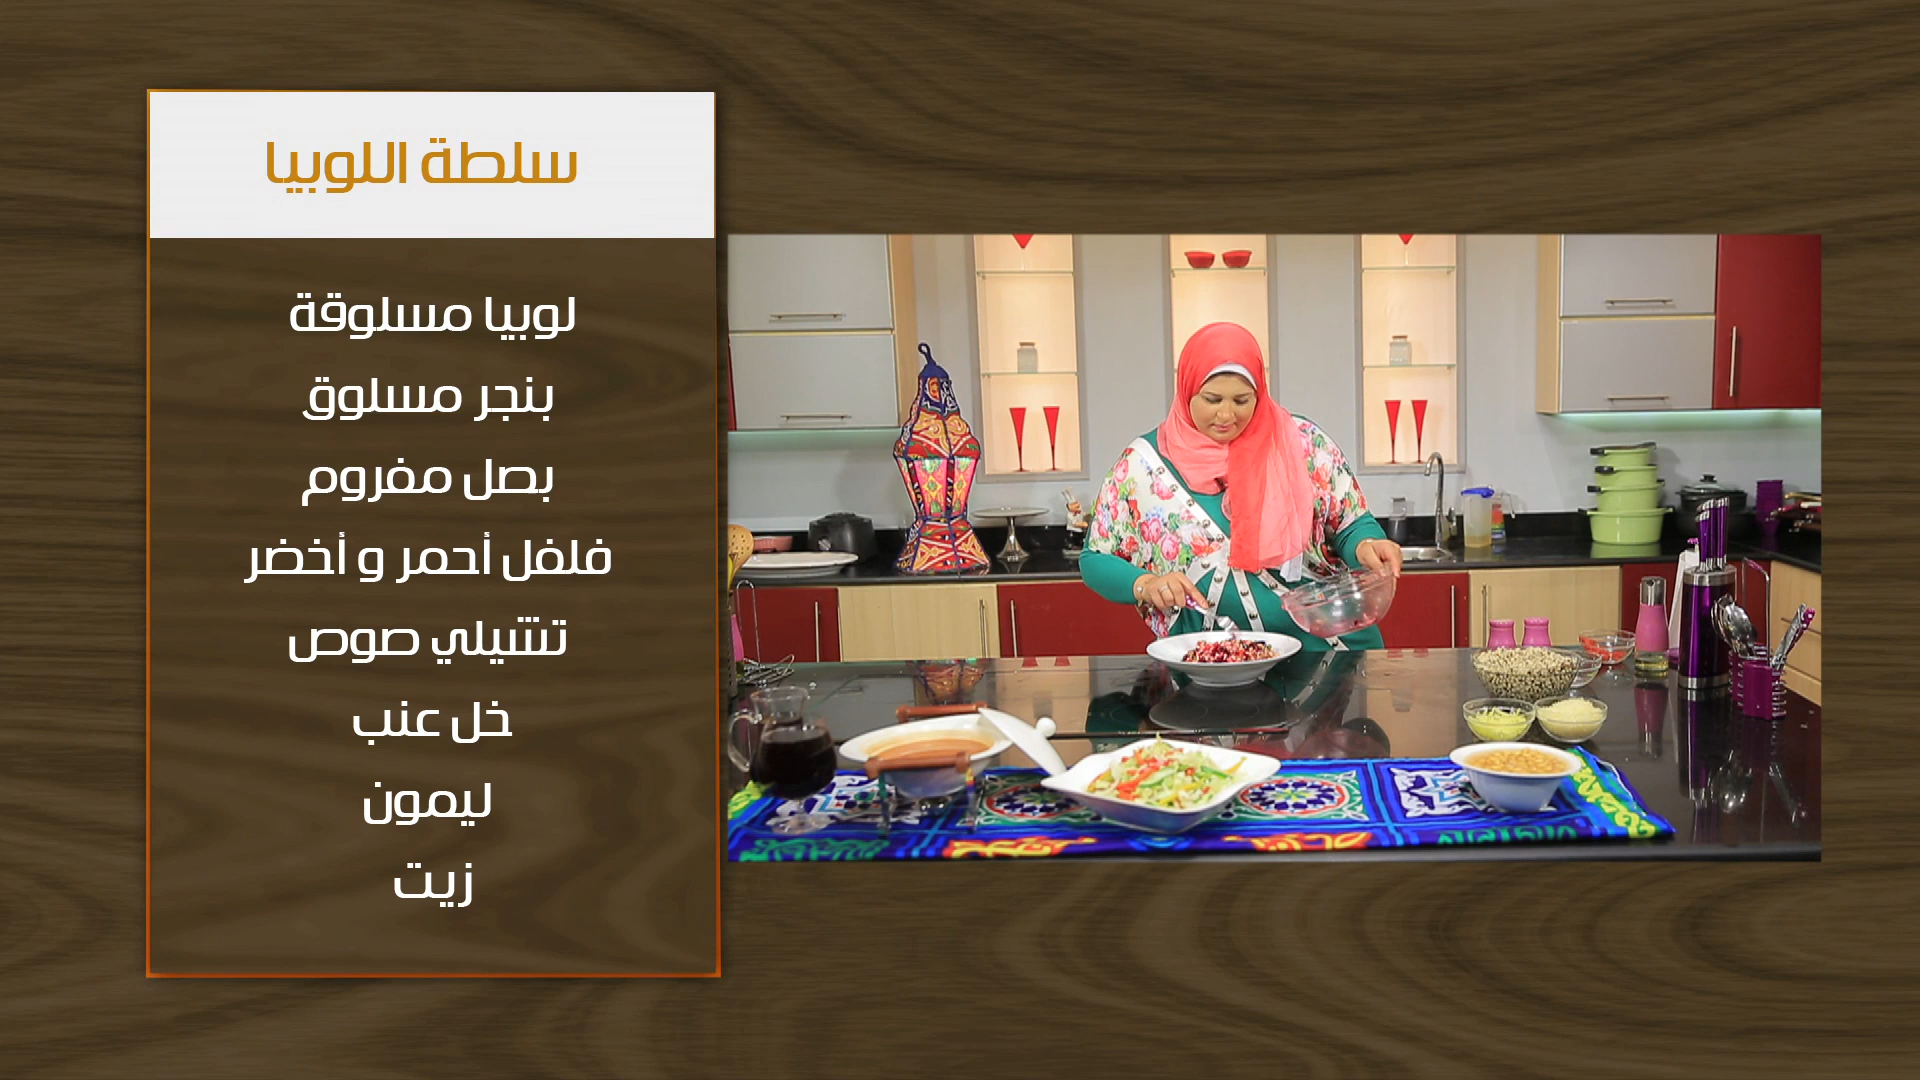 سلطة اللوبيا
لوبيا مسلوقة
بنجر مسلوق
بصل مفروم
فلفل أحمر و أخضر
تشيلي صوص
خل عنب
ليمون
زيت